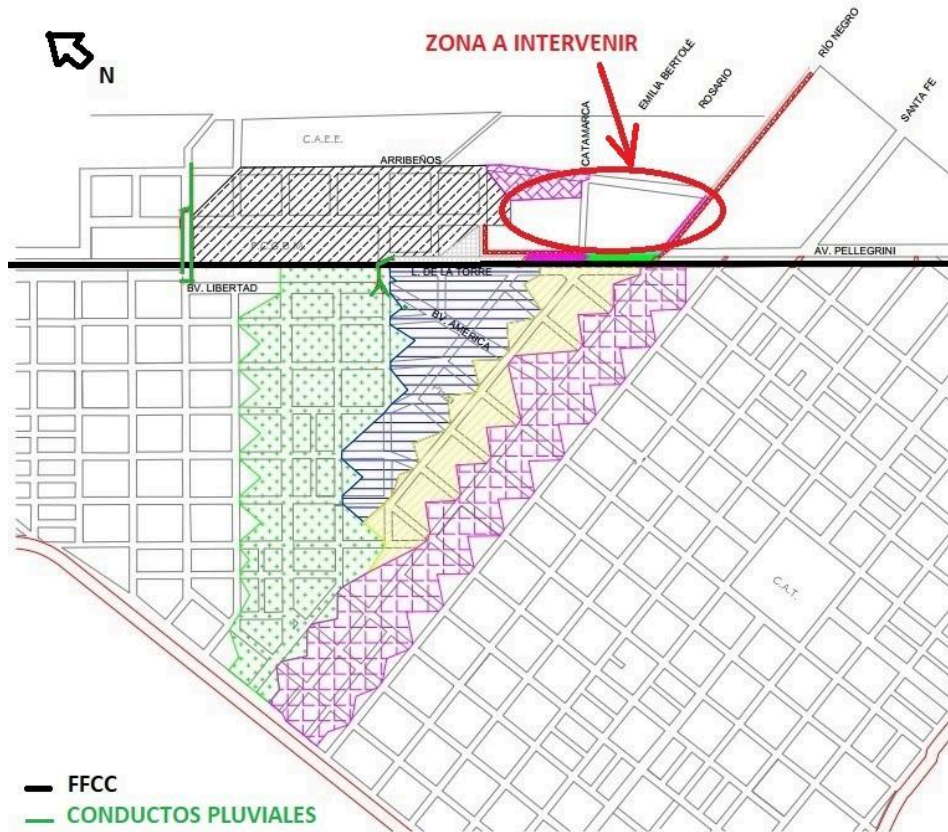 N
ZONA A INTERVENIR
CATAMARCA
EMILIA BERTOLÉ
ROSARIO
RÍO NEGRO
SANTA FE
C.A.E.E.
ARRIBEÑOS
F.C.G.B.M.
AV. PELLEGRINI
BV. LIBERTAD
L. DE LA TORRE
BV. AMERICA
C.A.T.
FFCC
CONDUCTOS PLUVIALES